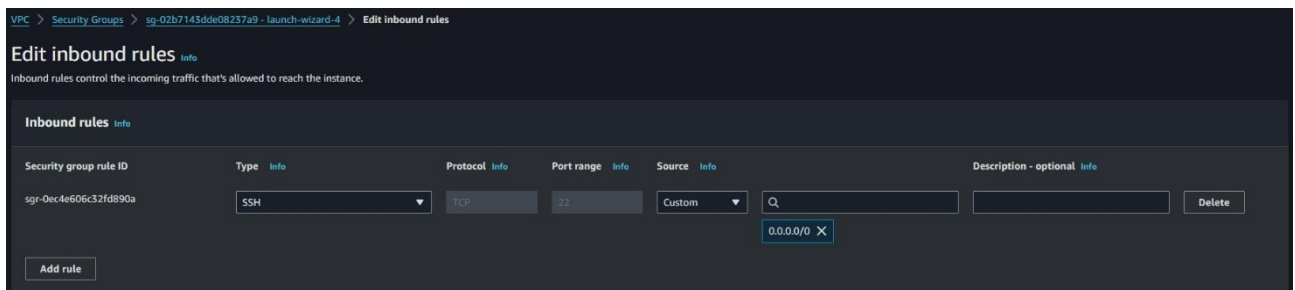 VPC > Security Groups > sg-02b7143dde08237a9 - launch-wizard-4 > Edit inbound rules
Edit inbound rules Info
Inbound rules control the incoming traffic that's allowed to reach the instance.
Inbound rules Info
Security group rule ID Type Info Protocol Info Port range Info Source Info Description - optional Info
sgr-0ec4e606c32fd890a SSH TCP 22 Custom Delete
0.0.0.0/0 X
Add rule